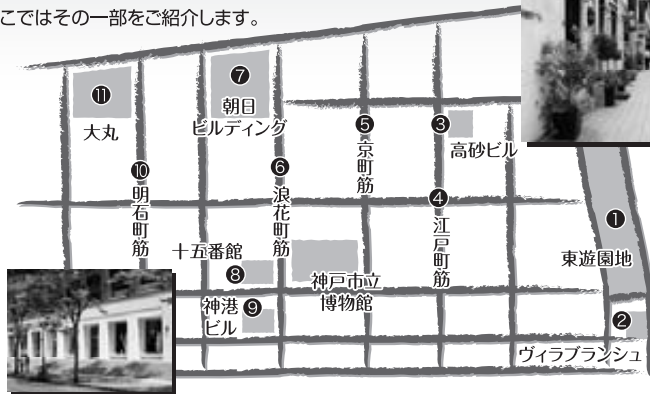 こではその一部をご紹介します。
⑪
大丸
⑦
朝日
ビルディング
⑤
京町筋
③
高砂ビル
⑩
明石町筋
⑥
浪花町筋
④
江戸町筋
①
東遊園地
十五番館
⑧
神戸市立
博物館
神港
ビル
⑨
②
ヴィラブランシュ